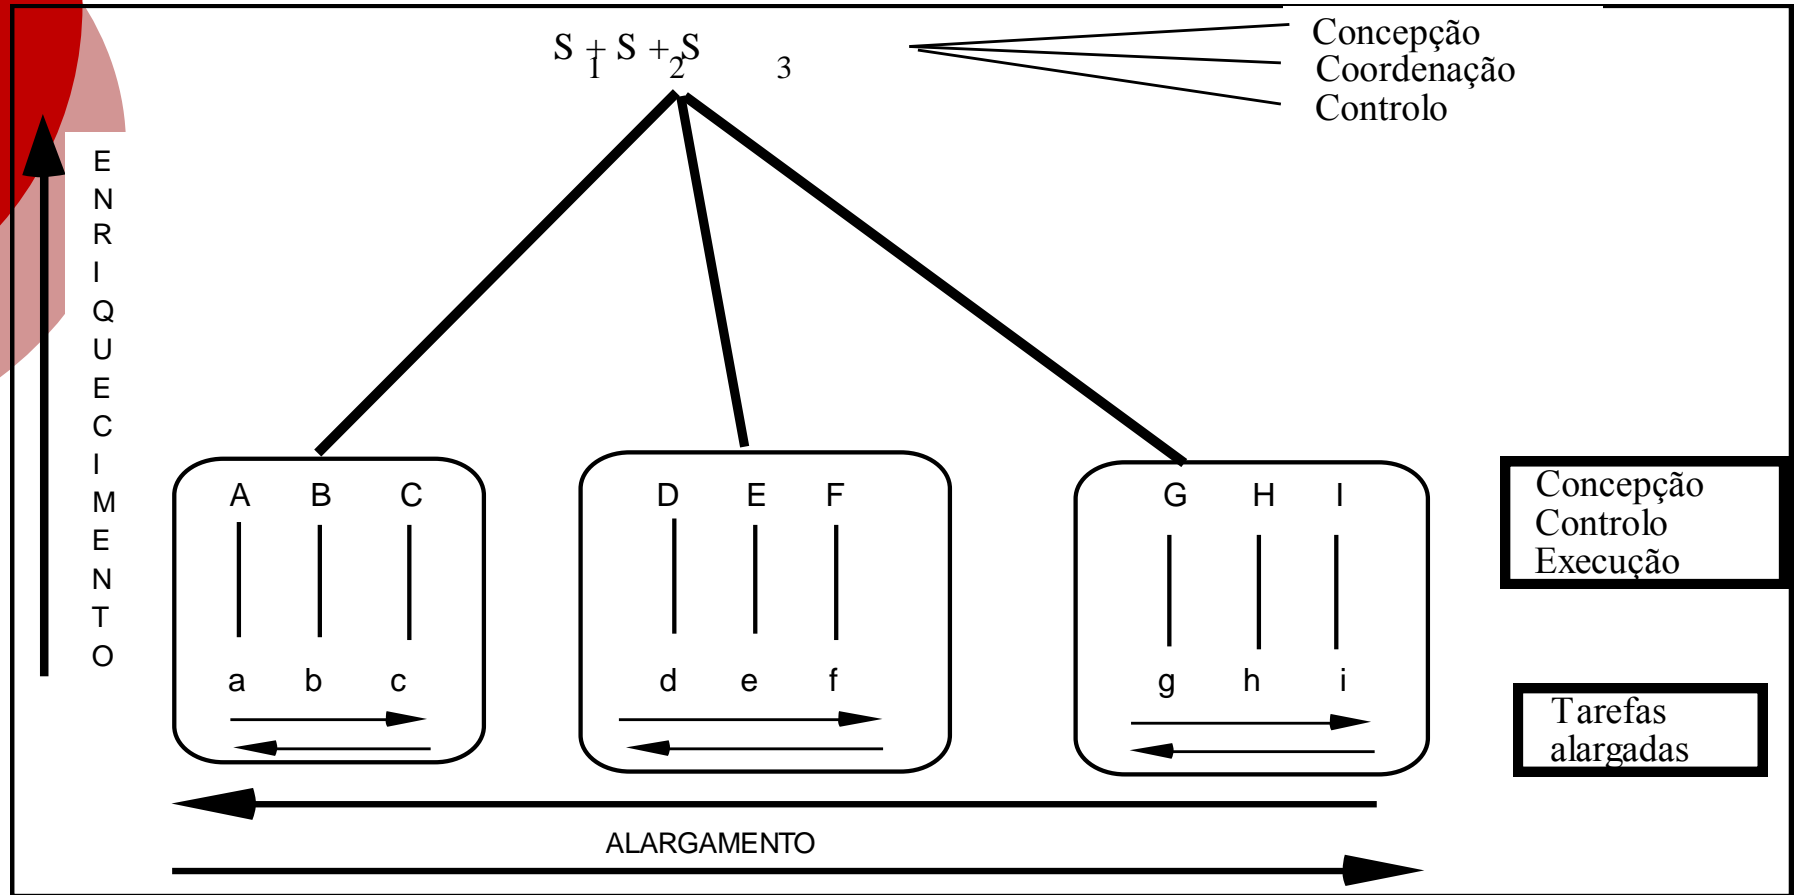 S1 + S2 + S3
Concepção
Coordenação
Controlo
E
N
R
I
Q
U
E
C
I
M
E
N
T
O
A B C
D E F
G H I
a b c
d e f
g h i
Concepção
Controlo
Execução
Tarefas
alargadas
ALARGAMENTO